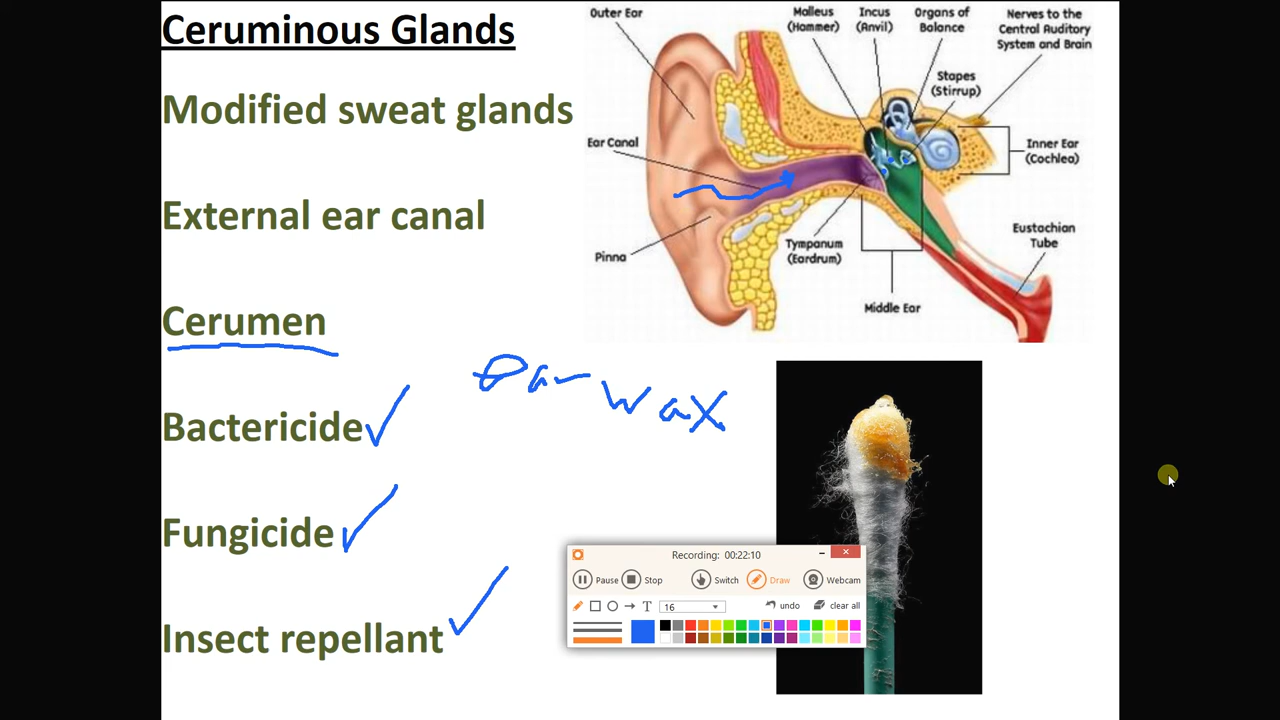 Ceruminous Glands
Modified sweat glands
External ear canal
Cerumen
Bactericide
Fungicide
Insect repellant
Ear wax
Outer Ear
Malleus
(Hammer)
Incus
(Anvil)
Organs of
Balance
Nerves to the
Central Auditory
System and Brain
Stapes
(Stirrup)
Ear Canal
Inner Ear
(Cochlea)
Pinna
Tympanum
(Eardrum)
Eustachian
Tube
Middle Ear
Recording: 00:22:10
Pause Stop Switch Draw Webcam
T 16 undo clear all